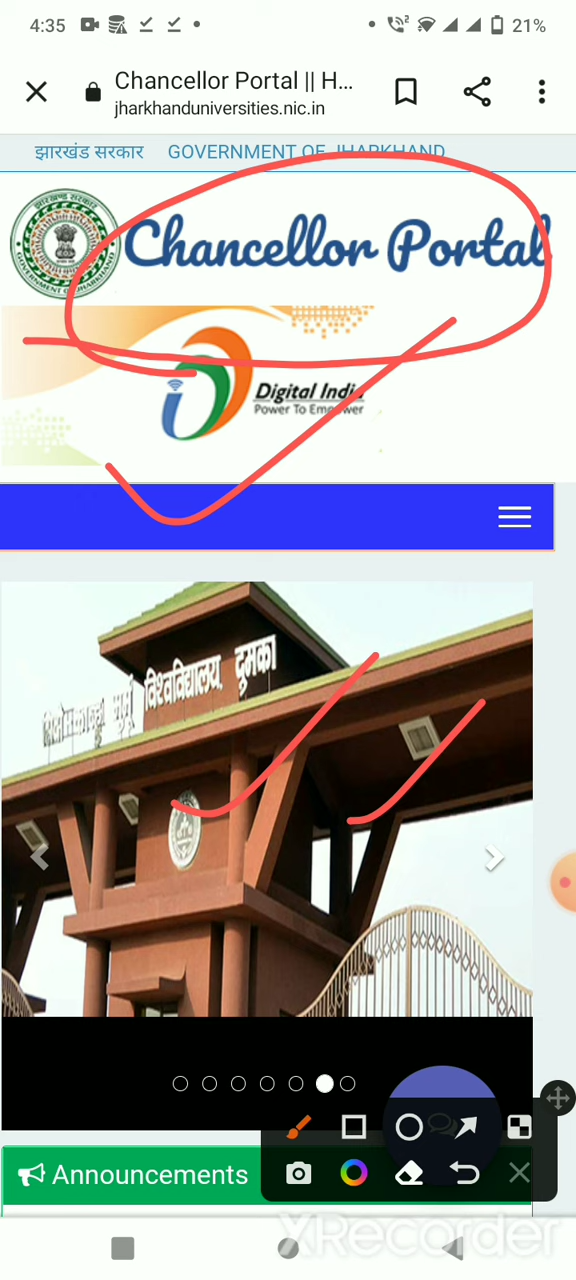 4:35
21%
Chancellor Portal || H...
jharkhanduniversities.nic.in
झारखंड सरकार GOVERNMENT OF JHARKHAND
Chancellor Portal
Digital India
Power To Empower
विश्वविद्यालय, दुमका
Announcements
XRecorder